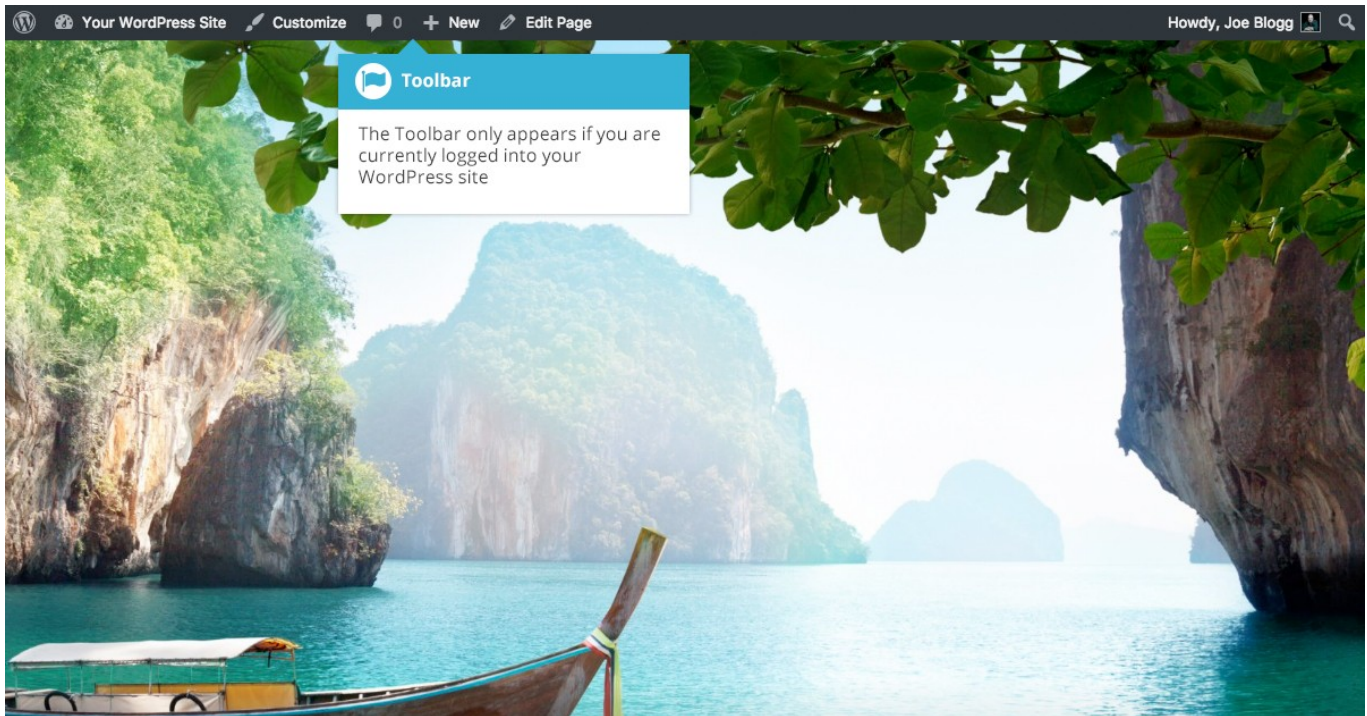 Your WordPress Site Customize 0 New Edit Page Howdy, Joe Blogg
Toolbar
The Toolbar only appears if you are
currently logged into your
WordPress site